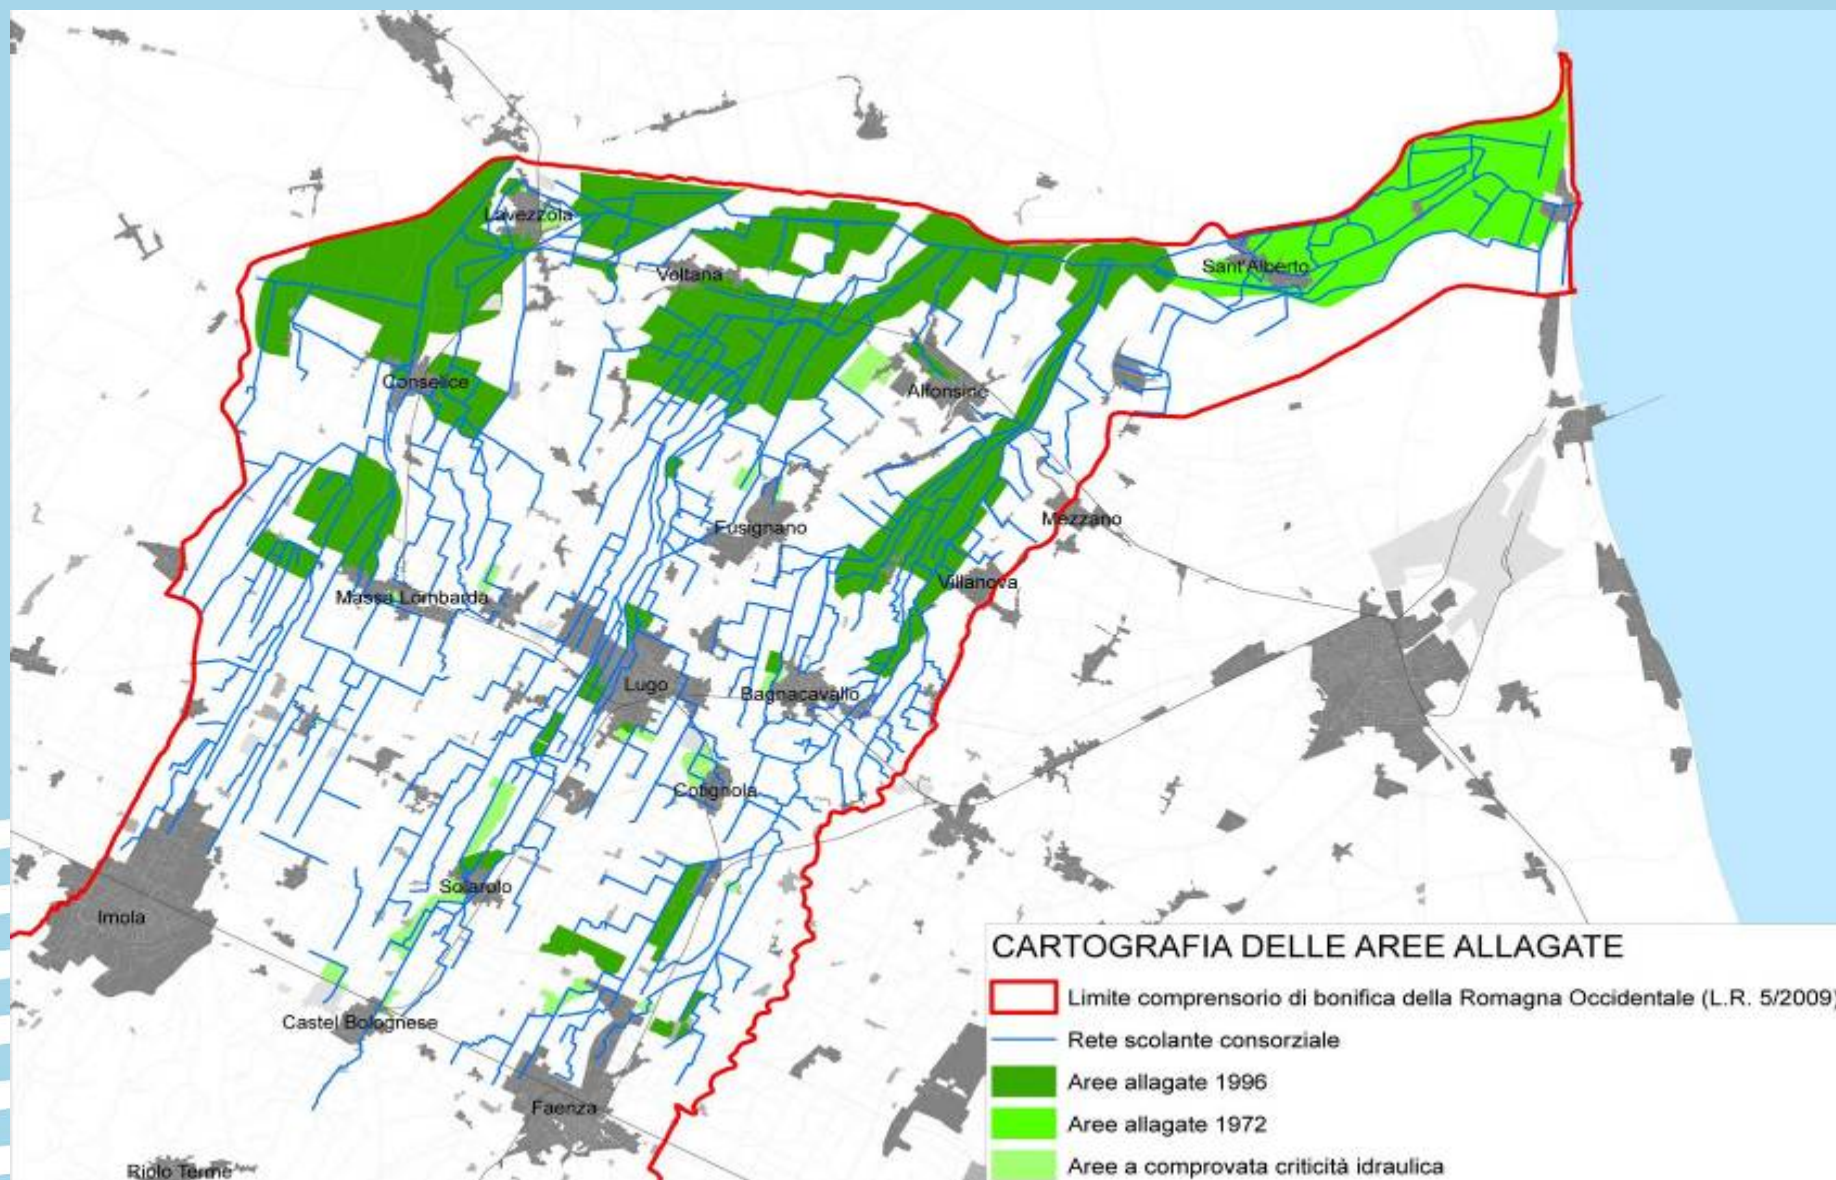 Lavezzola
Voltana
Sant'Alberto
Conselice
Alfonsine
Fusignano
Mezzano
Villanova
Massa Lombarda
Lugo
Bagnacavallo
Cotignola
Solarolo
Imola
Castel Bolognese
Faenza
Riolo Terme
CARTOGRAFIA DELLE AREE ALLAGATE
Limite comprensorio di bonifica della Romagna Occidentale (L.R. 5/2009)
Rete scolante consorziale
Aree allagate 1996
Aree allagate 1972
Aree a comprovata criticità idraulica